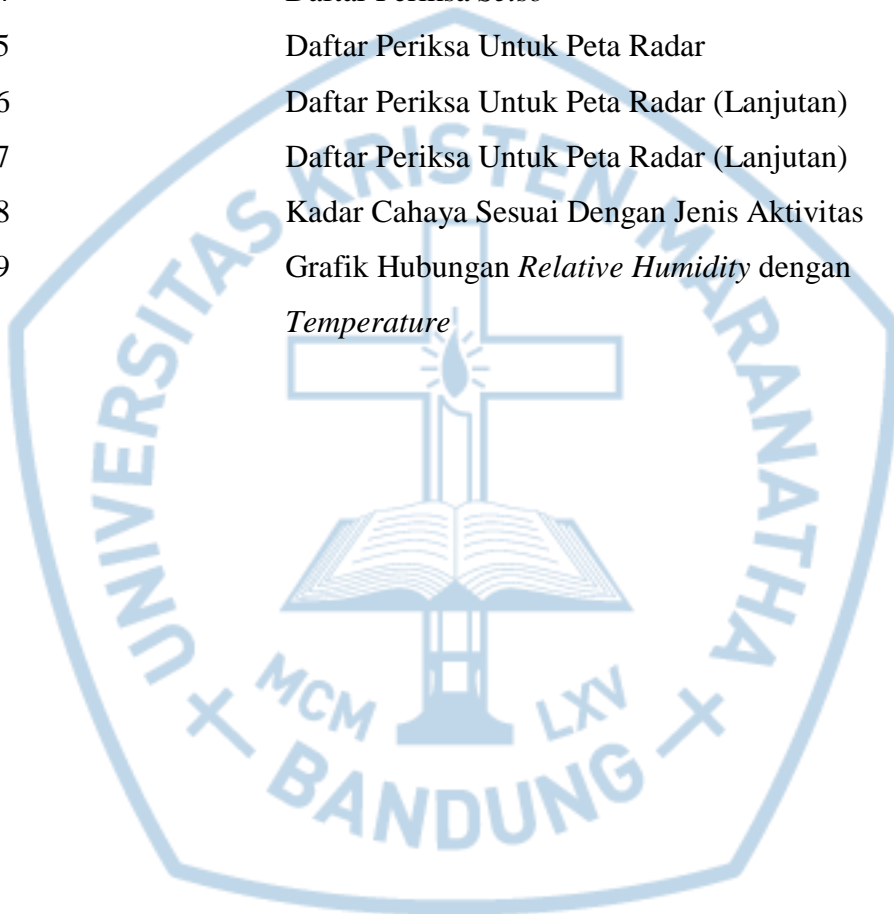 5 Daftar Periksa Untuk Peta Radar
6 Daftar Periksa Untuk Peta Radar (Lanjutan)
7 Daftar Periksa Untuk Peta Radar (Lanjutan)
8 Kadar Cahaya Sesuai Dengan Jenis Aktivitas
9 Grafik Hubungan Relative Humidity dengan
Temperature
UNIVERSITAS KRISTEN MARANATHA
MCM LXV
BANDUNG